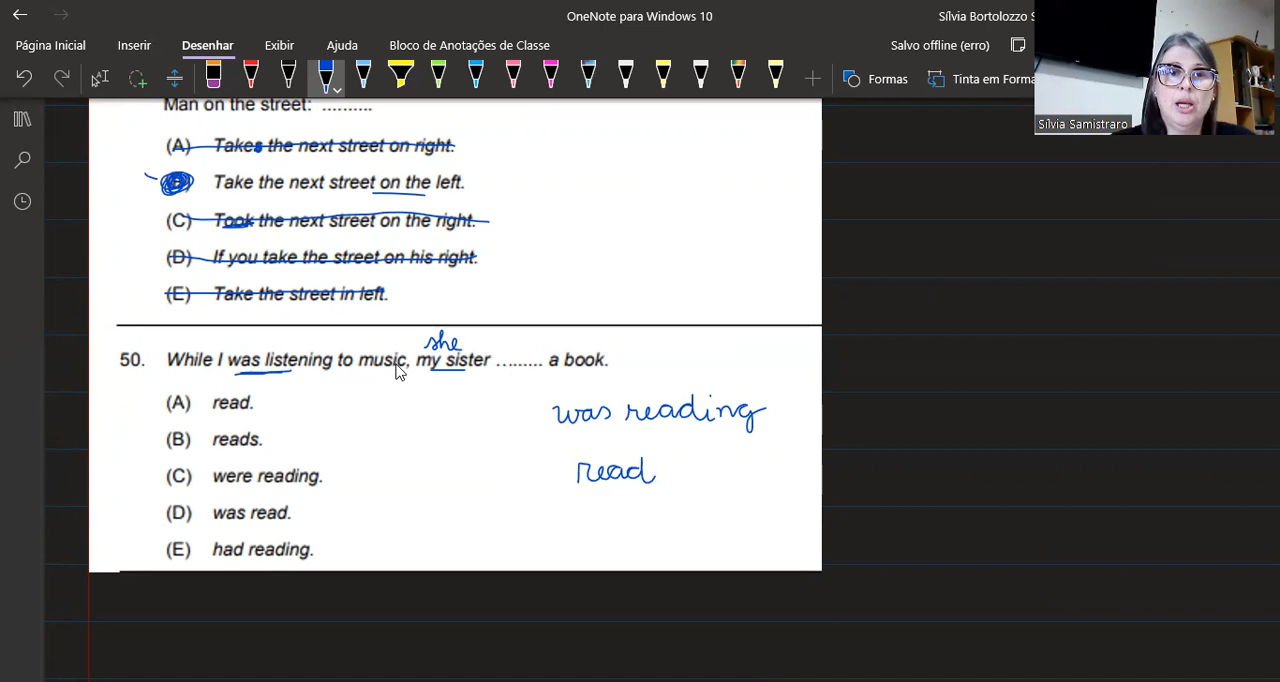 OneNote para Windows 10
Sílvia Bortolozzo S
Página Inicial Inserir Desenhar Exibir Ajuda Bloco de Anotações de Classe
Salvo offline (erro)
Formas
Tinta em Forma
Sílvia Samistraro
Man on the street: ..........
(A) Takes the next street on right.
Take the next street on the left.
(C) Took the next street on the right.
(D) If you take the street on his right.
(E) Take the street in left.
she
50. While I was listening to music, my sister ......... a book.
(A) read.
(B) reads.
(C) were reading.
(D) was read.
(E) had reading.
was reading
read